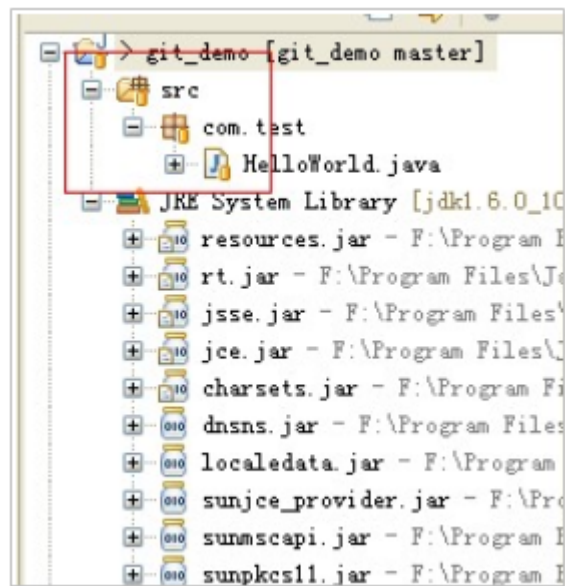 > git_demo [git_demo master]
src
com.test
HelloWorld.java
JRE System Library [jdk1.6.0_10
resources.jar - F:\Program
rt.jar - F:\Program Files\
jsse.jar - F:\Program Files
jce.jar - F:\Program Files\
charsets.jar - F:\Program
dnsns.jar - F:\Program Files
localedata.jar - F:\Program
sunjce_provider.jar - F:\
sunmscapi.jar - F:\Program
sunpkcs11.jar - F:\Program